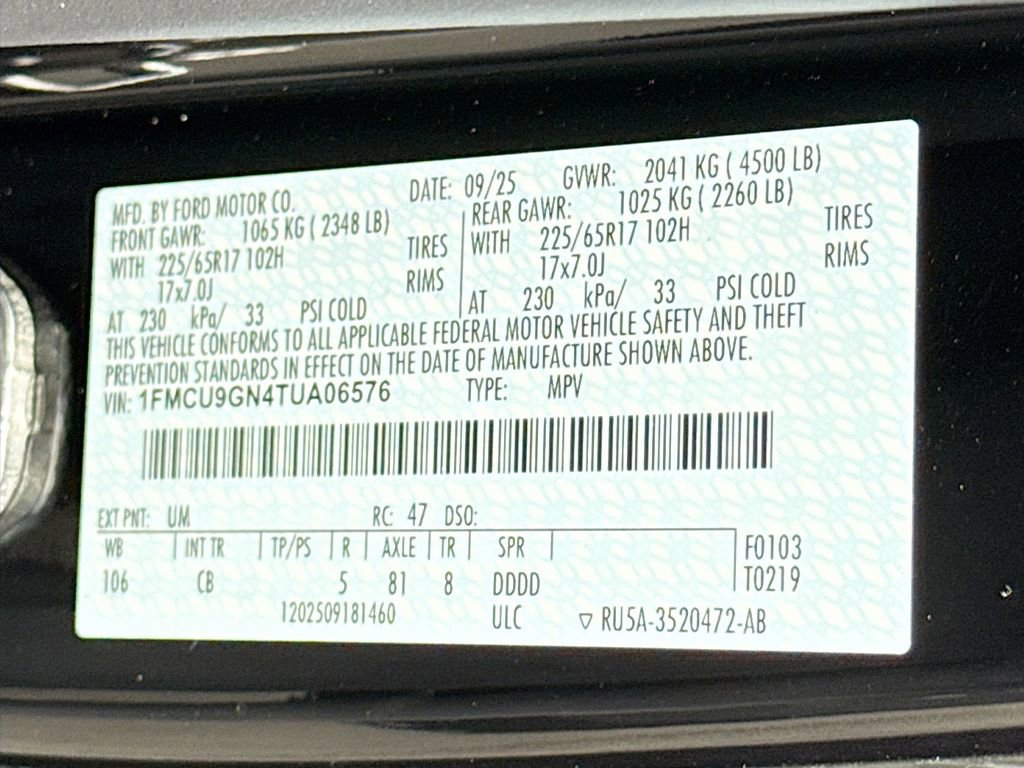 MFD. BY FORD MOTOR CO. DATE: 09/25 GVWR: 2041 KG ( 4500 LB)
FRONT GAWR: 1065 KG ( 2348 LB) REAR GAWR: 1025 KG ( 2260 LB)
WITH 225/65R17 102H TIRES WITH 225/65R17 102H TIRES
17x7.0J RIMS 17x7.0J RIMS
AT 230 kPa/ 33 PSI COLD AT 230 kPa/ 33 PSI COLD
THIS VEHICLE CONFORMS TO ALL APPLICABLE FEDERAL MOTOR VEHICLE SAFETY AND THEFT
PREVENTION STANDARDS IN EFFECT ON THE DATE OF MANUFACTURE SHOWN ABOVE.
VIN: 1FMCU9GN4TUA06576 TYPE: MPV
EXT PNT: UM RC: 47 DSO:
WB INT TR TP/PS R AXLE TR SPR F0103
106 CB 5 81 8 DDDD T0219
1202509181460 ULC ▽ RU5A-3520472-AB